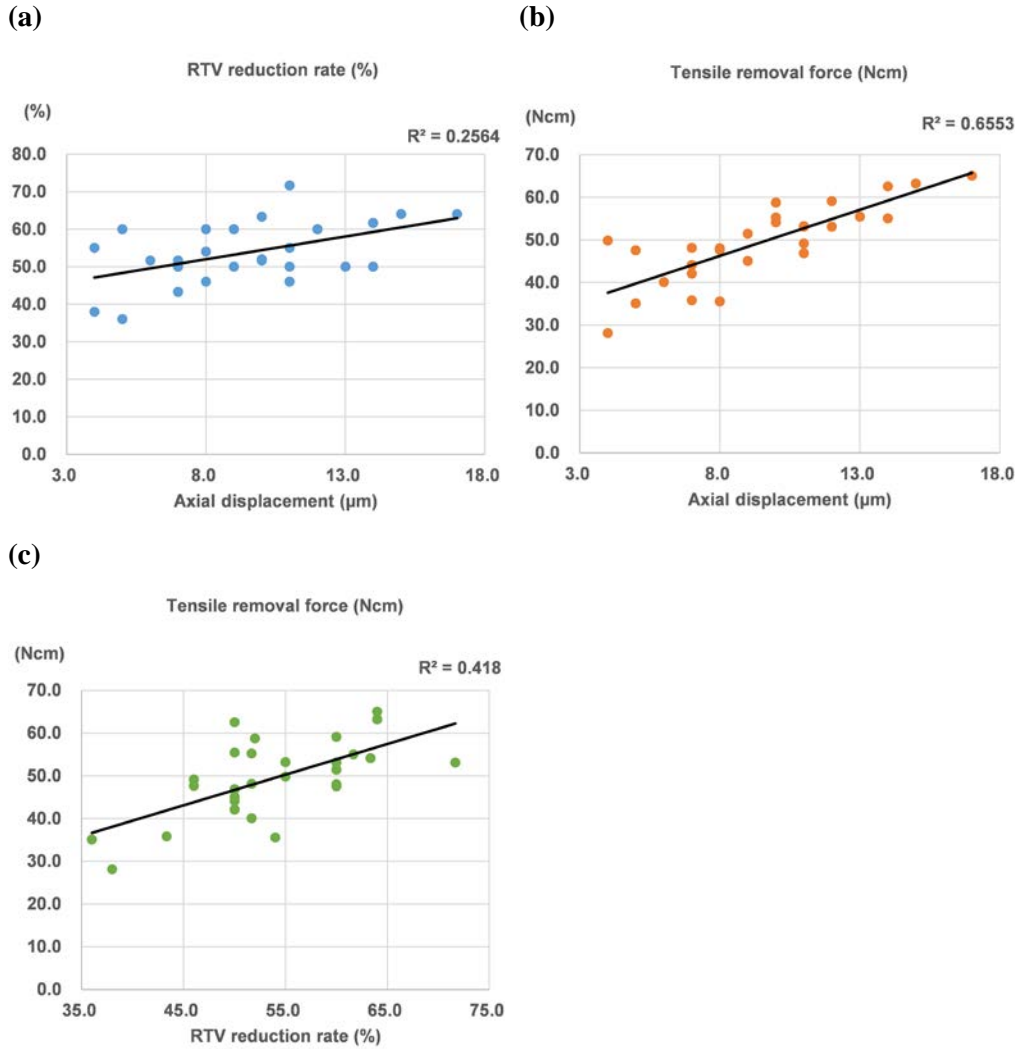 (a)
RTV reduction rate (%)
(%)
R² = 0.2564
80.0
70.0
60.0
50.0
40.0
30.0
20.0
10.0
0.0
3.0 8.0 13.0 18.0
Axial displacement (μm)
(b)
Tensile removal force (Ncm)
(Ncm)
R² = 0.6553
70.0
60.0
50.0
40.0
30.0
20.0
10.0
0.0
3.0 8.0 13.0 18.0
Axial displacement (μm)
(c)
Tensile removal force (Ncm)
(Ncm)
R² = 0.418
70.0
60.0
50.0
40.0
30.0
20.0
10.0
0.0
35.0 45.0 55.0 65.0 75.0
RTV reduction rate (%)